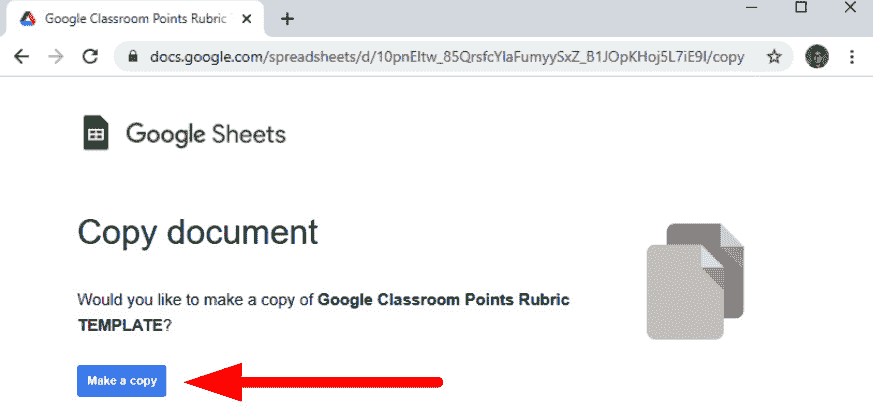 Google Classroom Points Rubric
docs.google.com/spreadsheets/d/10pnEItw_85QrsfcYlaFumyySxZ_B1JOpKHoj5L7iE9I/copy
Google Sheets
Copy document
Would you like to make a copy of Google Classroom Points Rubric
TEMPLATE?
Make a copy